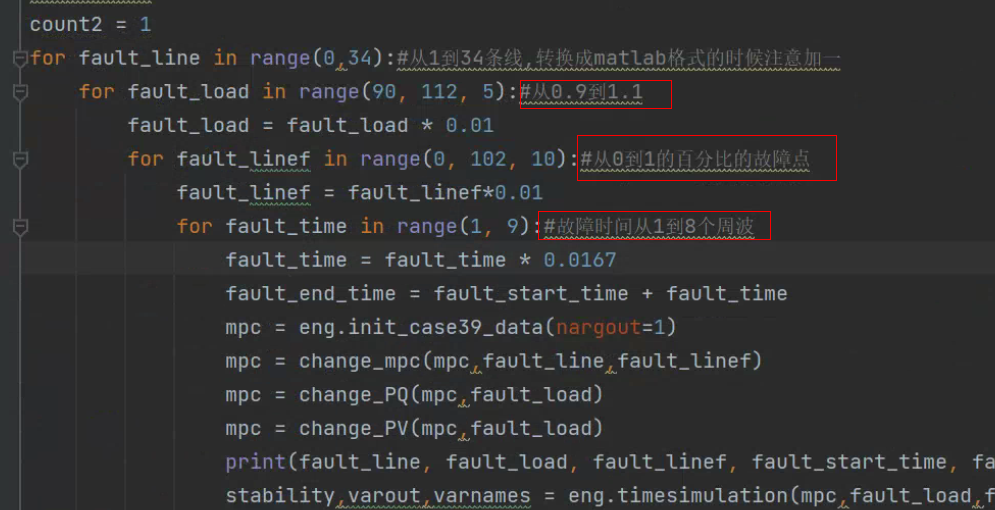 count2 = 1
for fault_line in range(0,34):#从1到34条线,转换成matlab格式的时候注意加一
for fault_load in range(90, 112, 5):#从0.9到1.1
fault_load = fault_load * 0.01
for fault_linef in range(0, 102, 10):#从0到1的百分比的故障点
fault_linef = fault_linef*0.01
for fault_time in range(1, 9):#故障时间从1到8个周波
fault_time = fault_time * 0.0167
fault_end_time = fault_start_time + fault_time
mpc = eng.init_case39_data(nargout=1)
mpc = change_mpc(mpc,fault_line,fault_linef)
mpc = change_PQ(mpc,fault_load)
mpc = change_PV(mpc,fault_load)
print(fault_line, fault_load, fault_linef, fault_start_time, fa
stability,varout,varnames = eng.timesimulation(mpc,fault_load,f